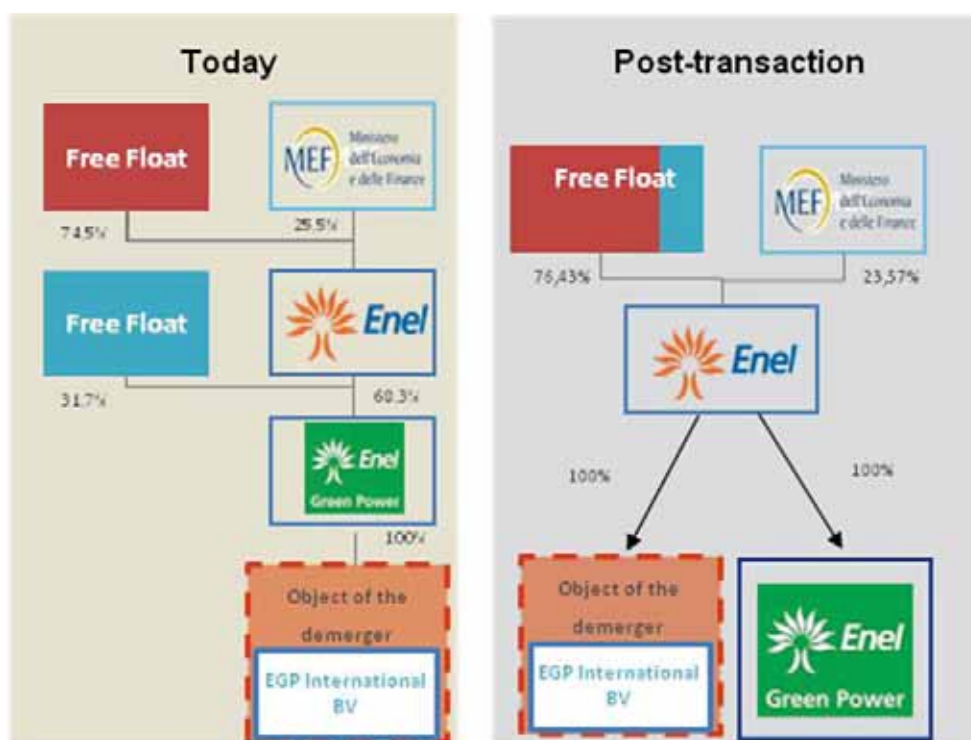 Today
Free Float
MEF
Ministero
dell'Economia
e delle Finanze
74,5%
25,5%
Free Float
Enel
31,7%
68,3%
Enel
Green Power
100%
Object of the
demerger
EGP International
BV
Post-transaction
Free Float
MEF
Ministero
dell'Economia
e delle Finanze
76,43%
23,57%
Enel
100%
100%
Object of the
demerger
EGP International
BV
Enel
Green Power